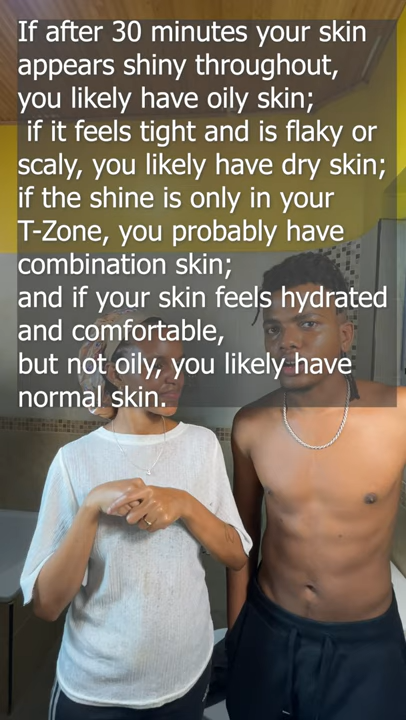 If after 30 minutes your skin
appears shiny throughout,
you likely have oily skin;
if it feels tight and is flaky or
scaly, you likely have dry skin;
if the shine is only in your
T-Zone, you probably have
combination skin;
and if your skin feels hydrated
and comfortable,
but not oily, you likely have
normal skin.